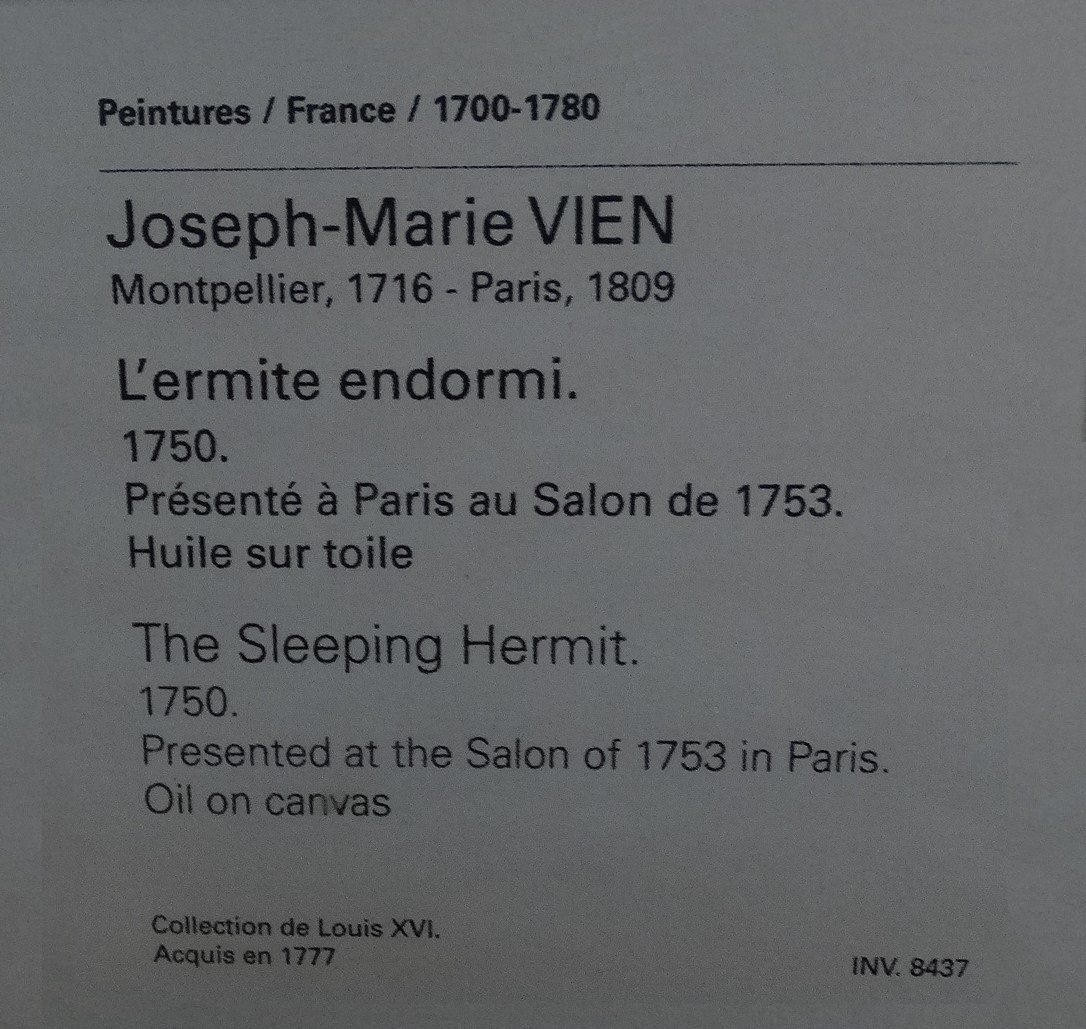 Peintures / France / 1700-1780
Joseph-Marie VIEN
Montpellier, 1716 - Paris, 1809
L'ermite endormi.
1750.
Présenté à Paris au Salon de 1753.
Huile sur toile
The Sleeping Hermit.
1750.
Presented at the Salon of 1753 in Paris.
Oil on canvas
Collection de Louis XVI.
Acquis en 1777
INV. 8437